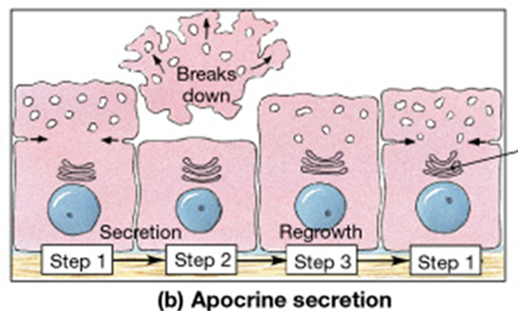 Breaks
down
Secretion
Regrowth
Step 1
Step 2
Step 3
Step 1
(b) Apocrine secretion